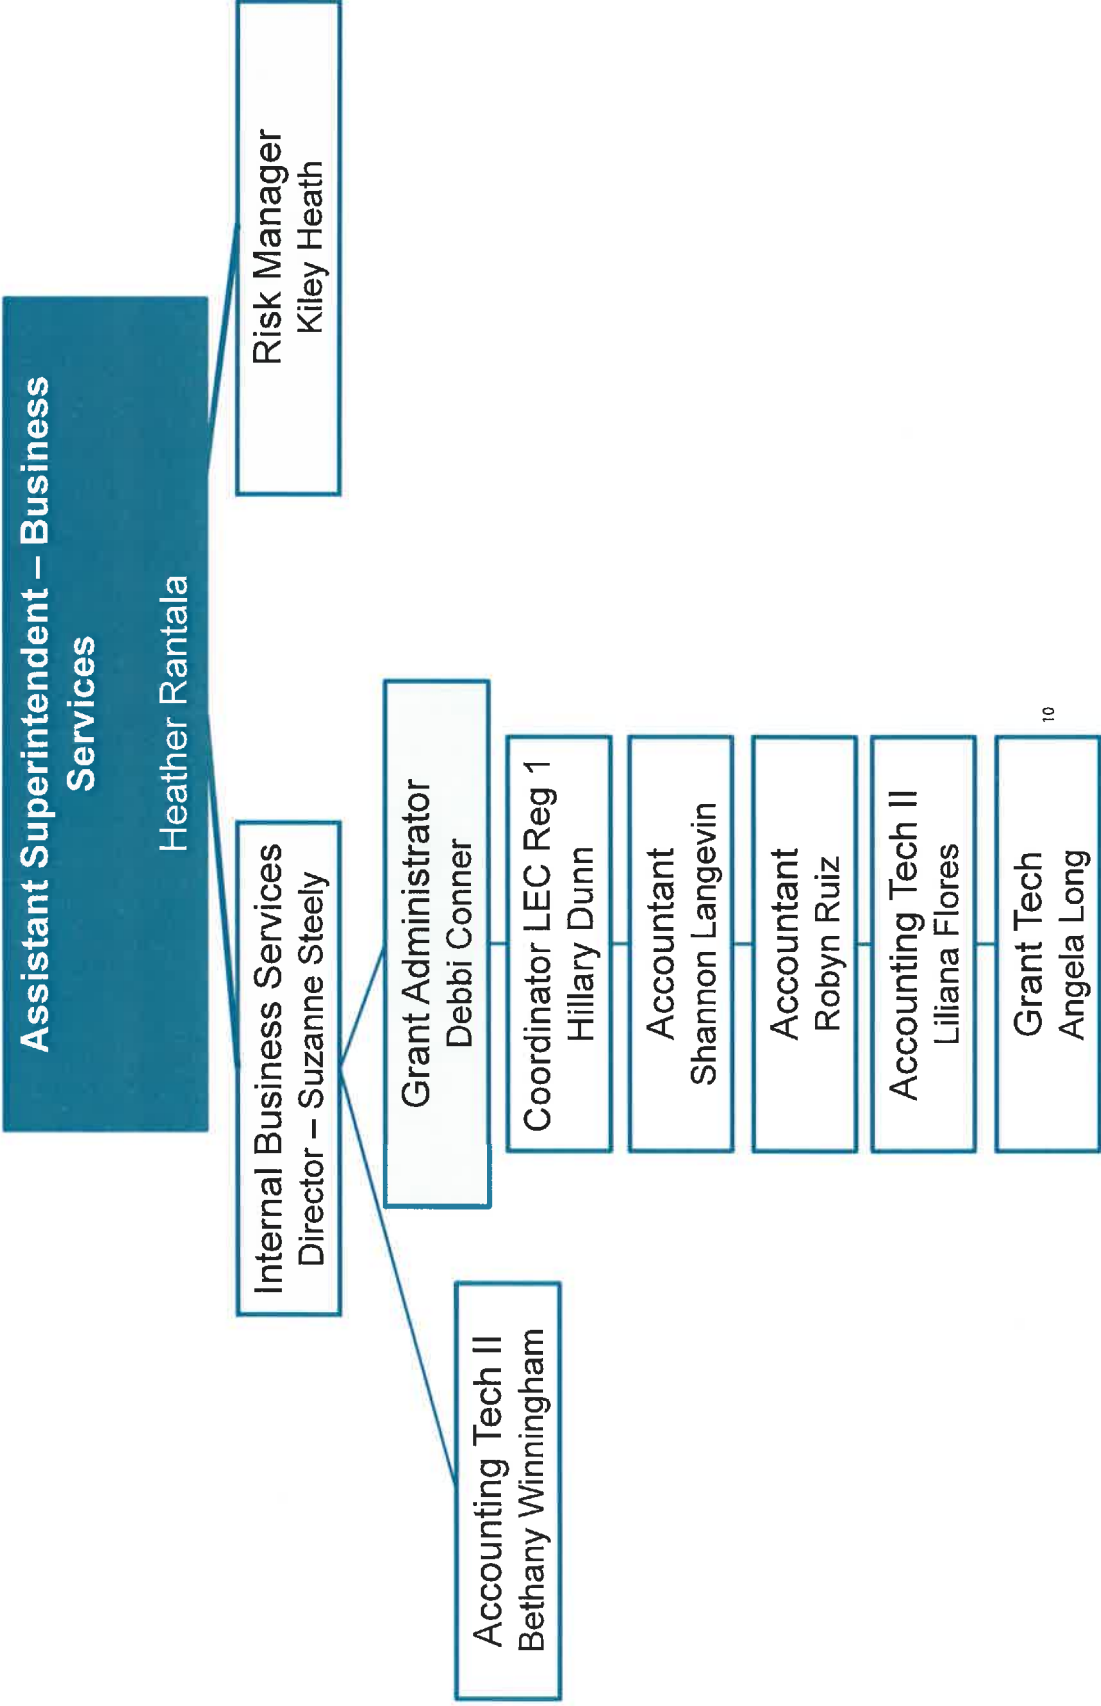 Assistant Superintendent – Business
Services
Heather Rantala
Internal Business Services
Director – Suzanne Steely
Risk Manager
Kiley Heath
Accounting Tech II
Bethany Winningham
Grant Administrator
Debbi Conner
Coordinator LEC Reg 1
Hillary Dunn
Accountant
Shannon Langevin
Accountant
Robyn Ruiz
Accounting Tech II
Liliana Flores
Grant Tech
Angela Long
10